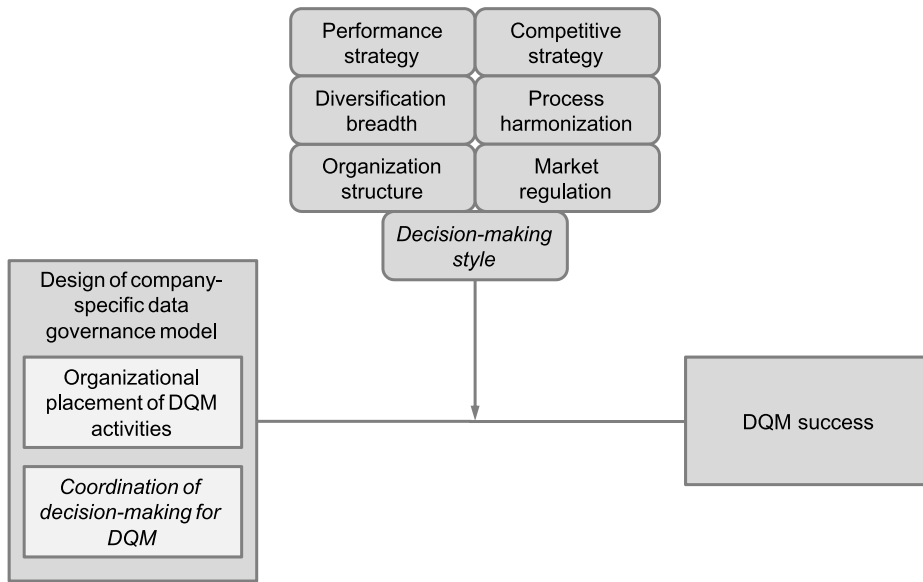 Performance
strategy
Competitive
strategy
Diversification
breadth
Process
harmonization
Organization
structure
Market
regulation
Decision-making
style
Design of company-
specific data
governance model
Organizational
placement of DQM
activities
Coordination of
decision-making for
DQM
DQM success